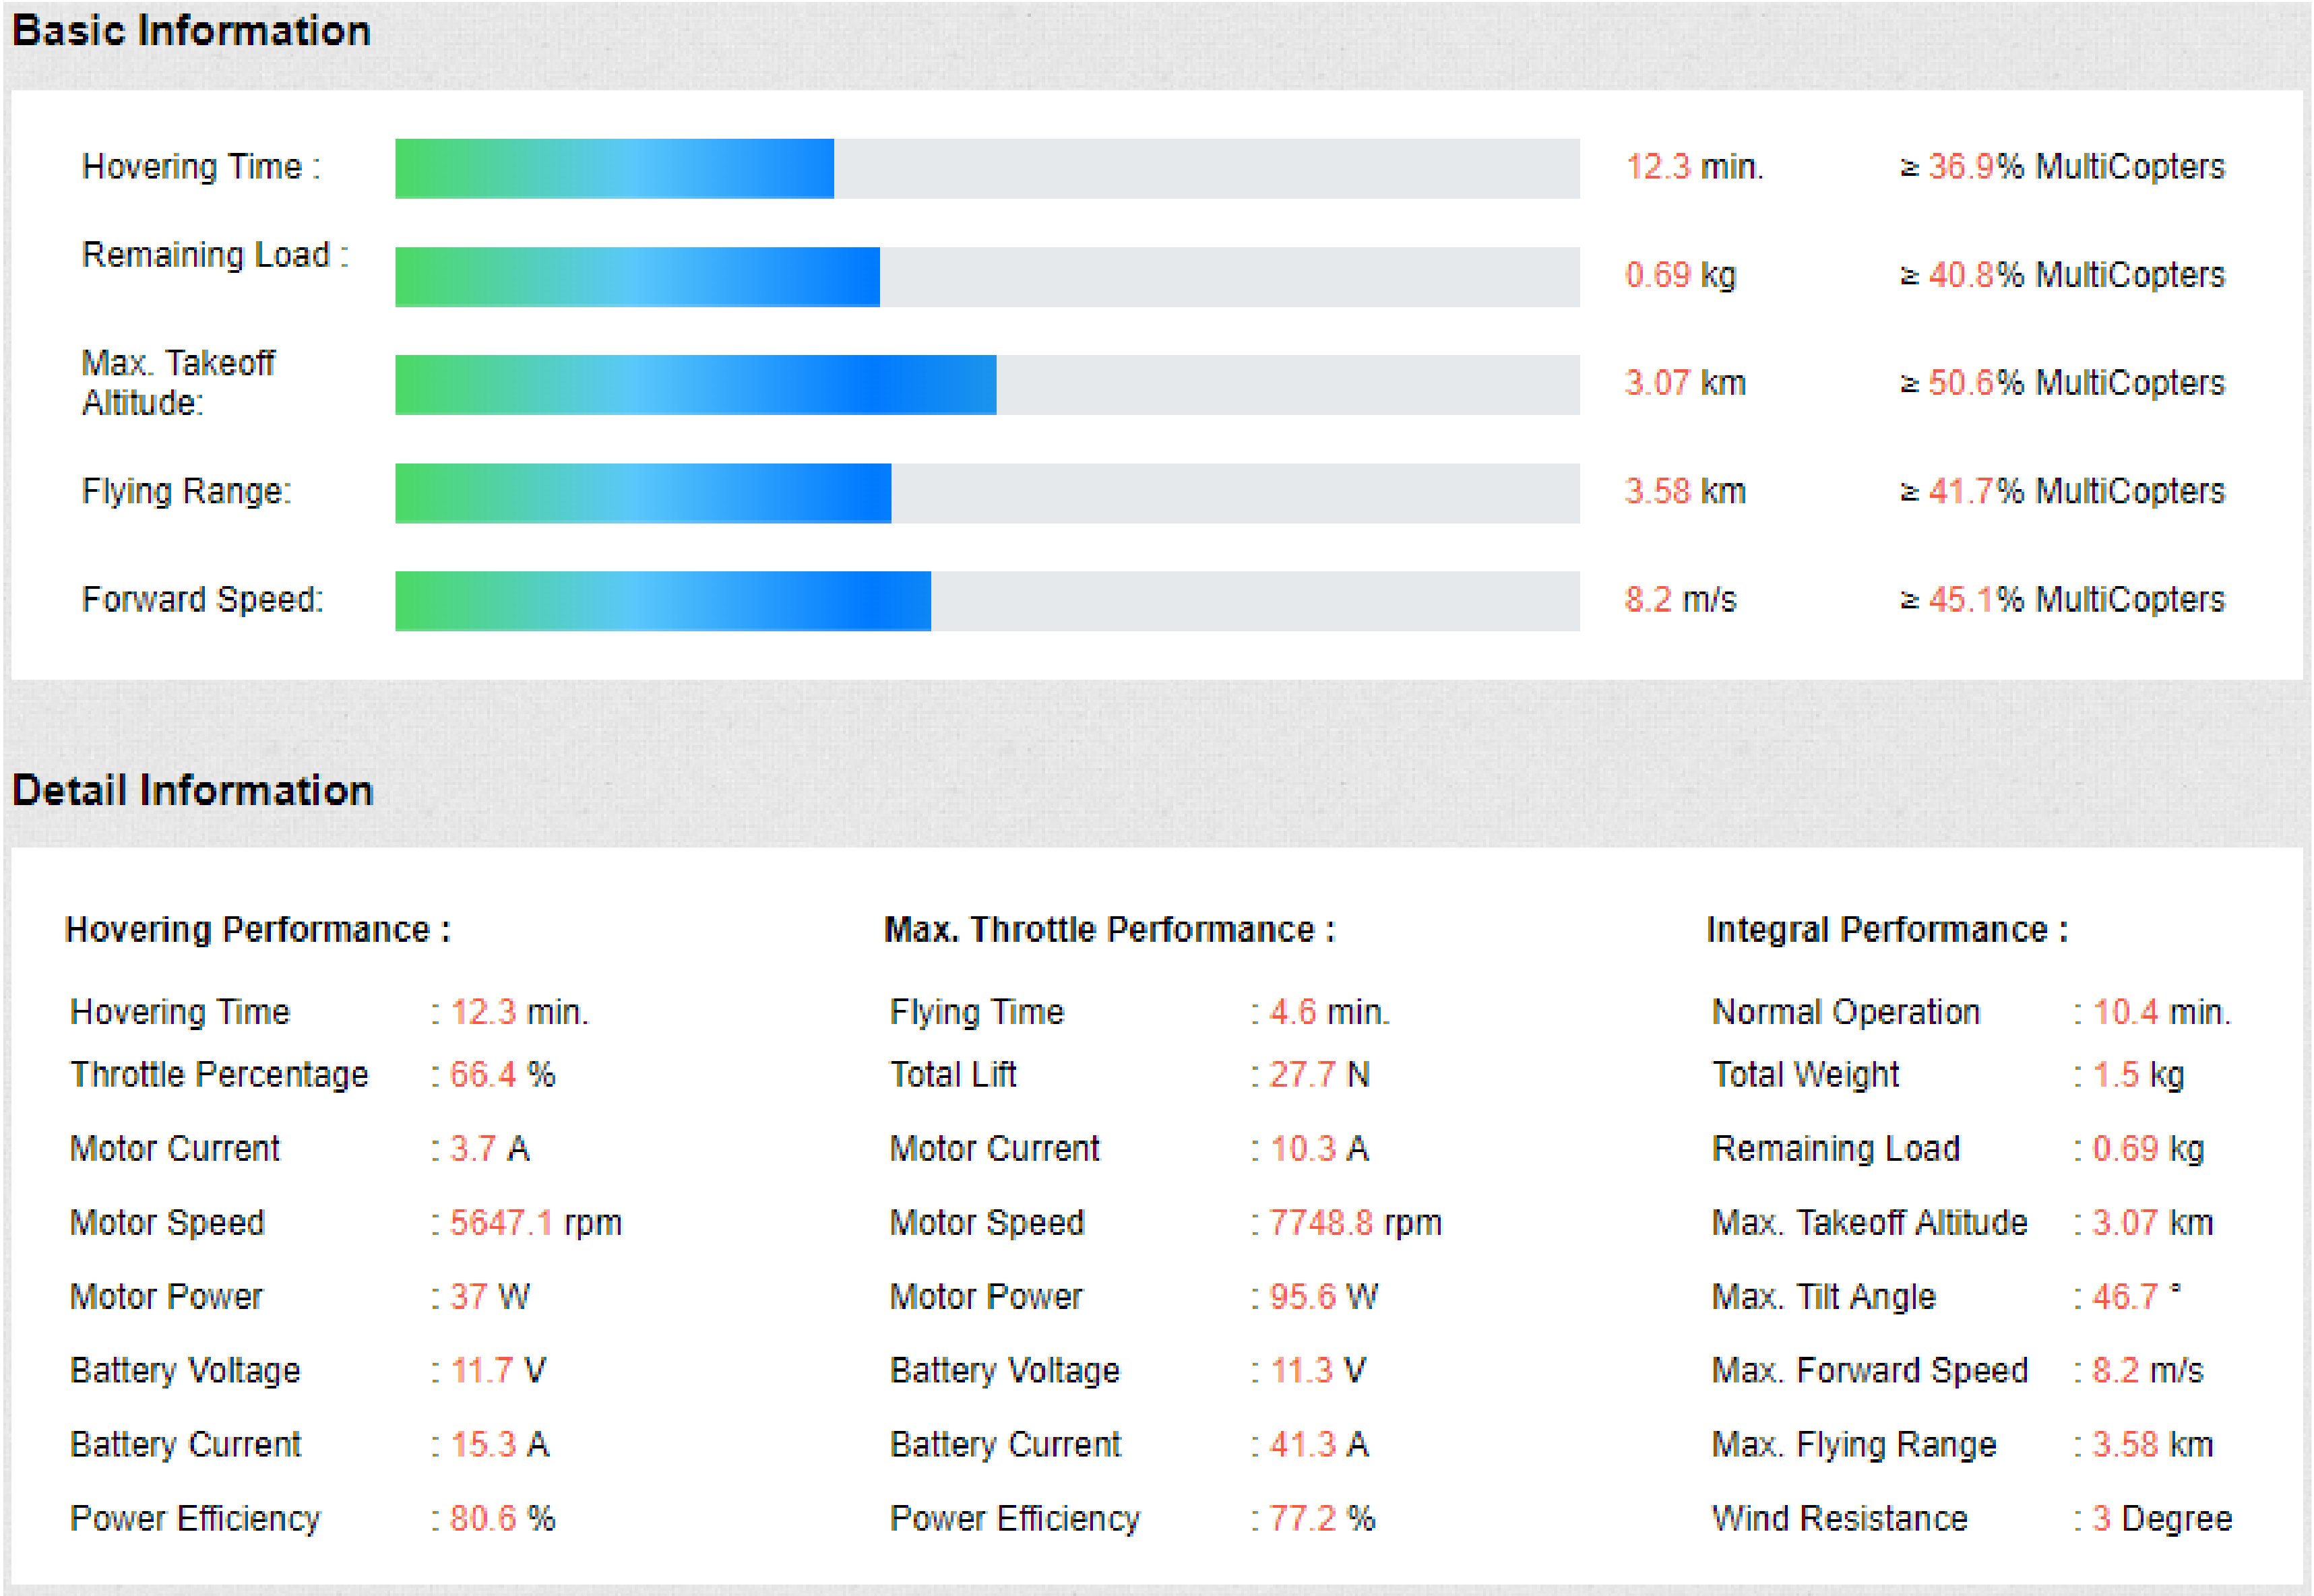 Basic Information
Hovering Time : 12.3 min. ≥ 36.9% MultiCopters
Remaining Load : 0.69 kg ≥ 40.8% MultiCopters
Max. Takeoff
Altitude: 3.07 km ≥ 50.6% MultiCopters
Flying Range: 3.58 km ≥ 41.7% MultiCopters
Forward Speed: 8.2 m/s ≥ 45.1% MultiCopters
Detail Information
Hovering Performance : Max. Throttle Performance : Integral Performance :
Hovering Time : 12.3 min. Flying Time : 4.6 min. Normal Operation : 10.4 min.
Throttle Percentage : 66.4 % Total Lift : 27.7 N Total Weight : 1.5 kg
Motor Current : 3.7 A Motor Current : 10.3 A Remaining Load : 0.69 kg
Motor Speed : 5647.1 rpm Motor Speed : 7748.8 rpm Max. Takeoff Altitude : 3.07 km
Motor Power : 37 W Motor Power : 95.6 W Max. Tilt Angle : 46.7 °
Battery Voltage : 11.7 V Battery Voltage : 11.3 V Max. Forward Speed : 8.2 m/s
Battery Current : 15.3 A Battery Current : 41.3 A Max. Flying Range : 3.58 km
Power Efficiency : 80.6 % Power Efficiency : 77.2 % Wind Resistance : 3 Degree